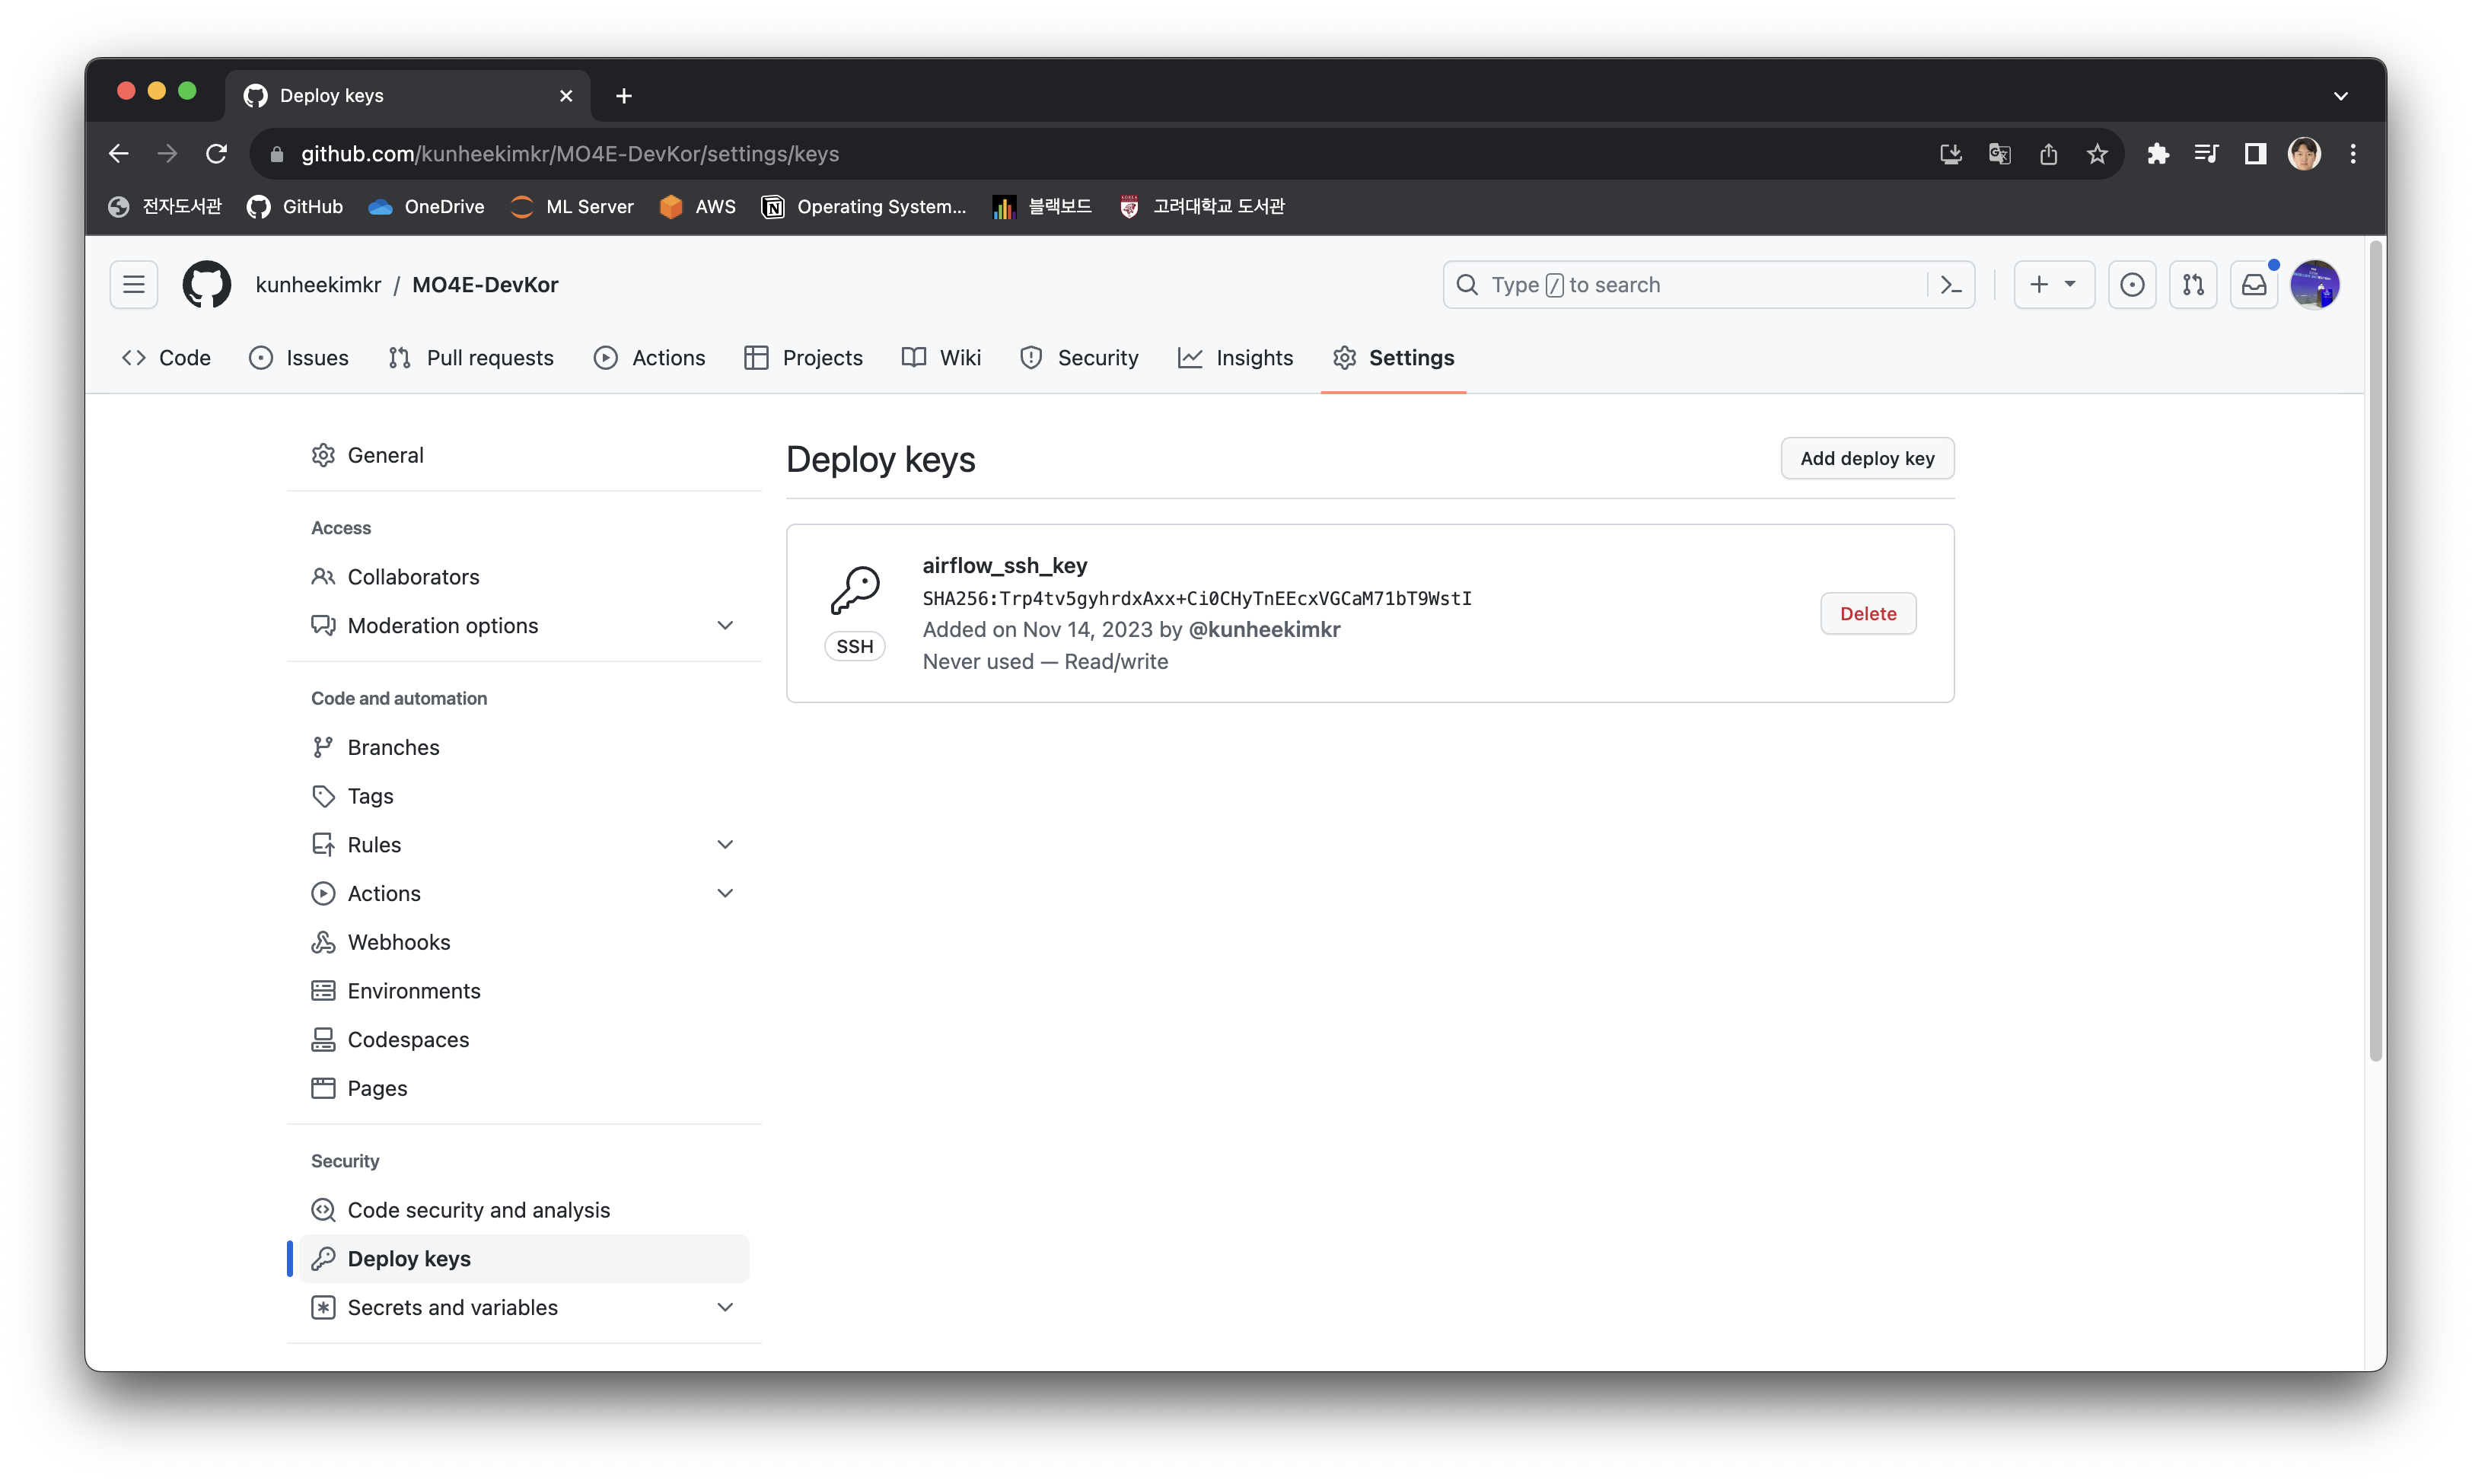 Deploy keys
github.com/kunheekimkr/MO4E-DevKor/settings/keys
전자도서관 GitHub OneDrive ML Server AWS Operating System... 블랙보드 고려대학교 도서관
kunheekimkr / MO4E-DevKor Type / to search
Code Issues Pull requests Actions Projects Wiki Security Insights Settings
General
Access
Collaborators
Moderation options
Code and automation
Branches
Tags
Rules
Actions
Webhooks
Environments
Codespaces
Pages
Security
Code security and analysis
Deploy keys
Secrets and variables
Deploy keys
Add deploy key
airflow_ssh_key
SHA256:Trp4tv5gyhrdxAxx+Ci0CHyTnEEcxVGCaM71bT9WstI
Added on Nov 14, 2023 by @kunheekimkr
Never used — Read/write
SSH
Delete